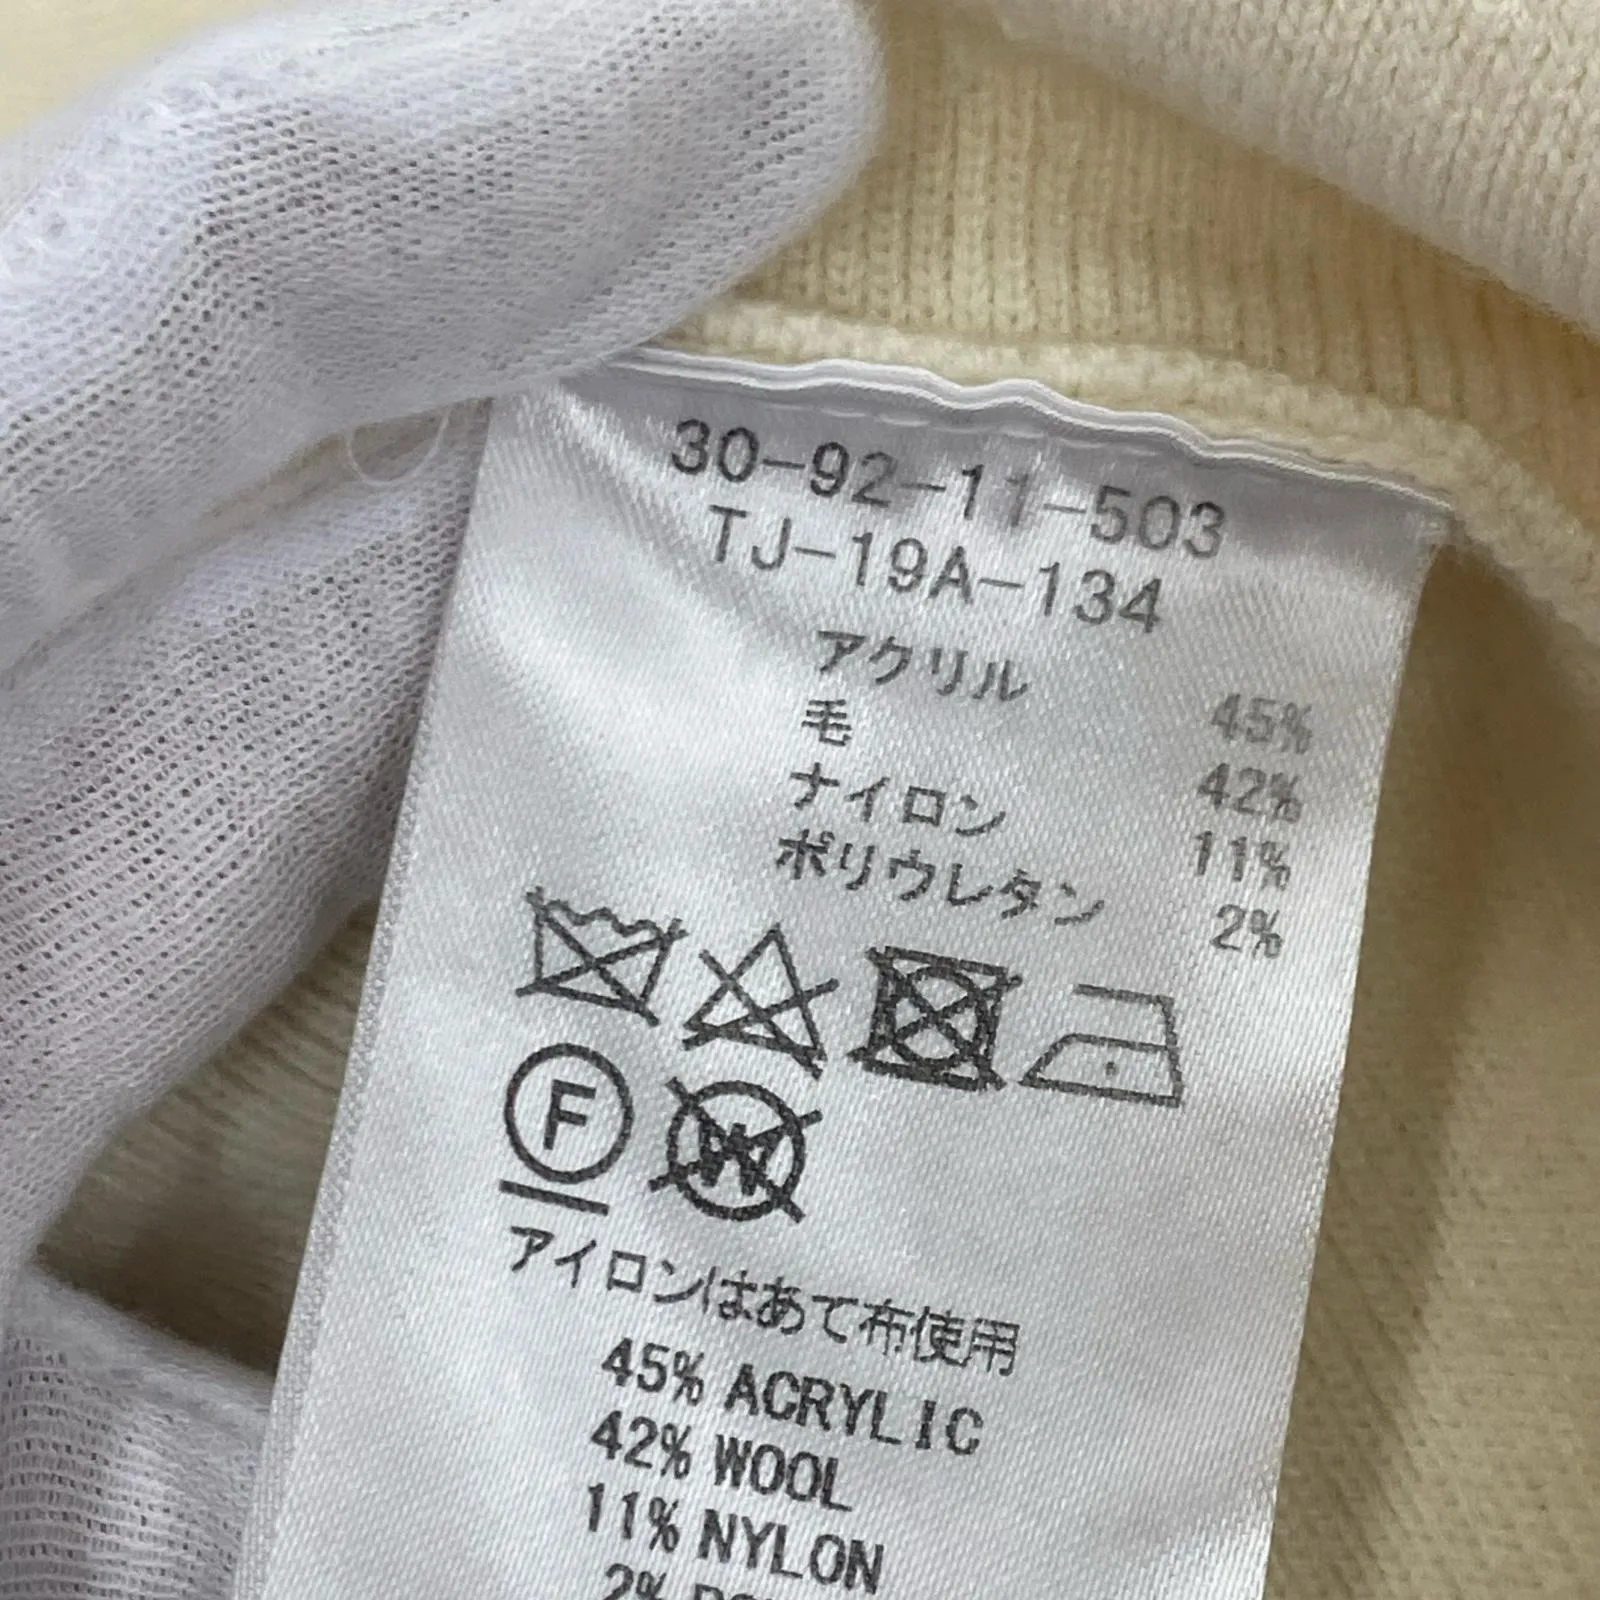 30-92-11-503
TJ-19A-134
アクリル 45%
毛 42%
ナイロン 11%
ポリウレタン 2%
F W
アイロンはあて布使用
45% ACRYLIC
42% WOOL
11% NYLON
2%